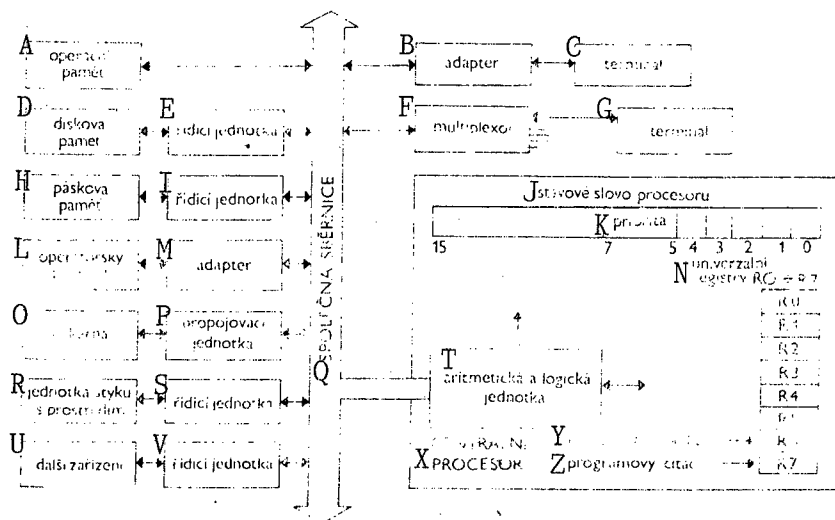 A
paměť
B
adapter
C
terminal
D
disková
paměť
E
řídicí jednotka
F
multiplexor
G
terminal
H
pásková
paměť
I
řídicí jednotka
J stavové slovo procesoru
K priorita
15 7 5 4 3 2 1 0
L
M
adapter
N univerzální
registry R0 ÷ R7
O
P
propojovací
jednotka
SPOLEČNÁ SBĚRNICE
Q
R0
R1
R2
R3
R4
R7
R
jednotka styku
s prostředím
S
řídicí jednotka
T
aritmetická a logická
jednotka
U
další zařízení
V
řídicí jednotka
X
PROCESOR
Y
Z programový čítač